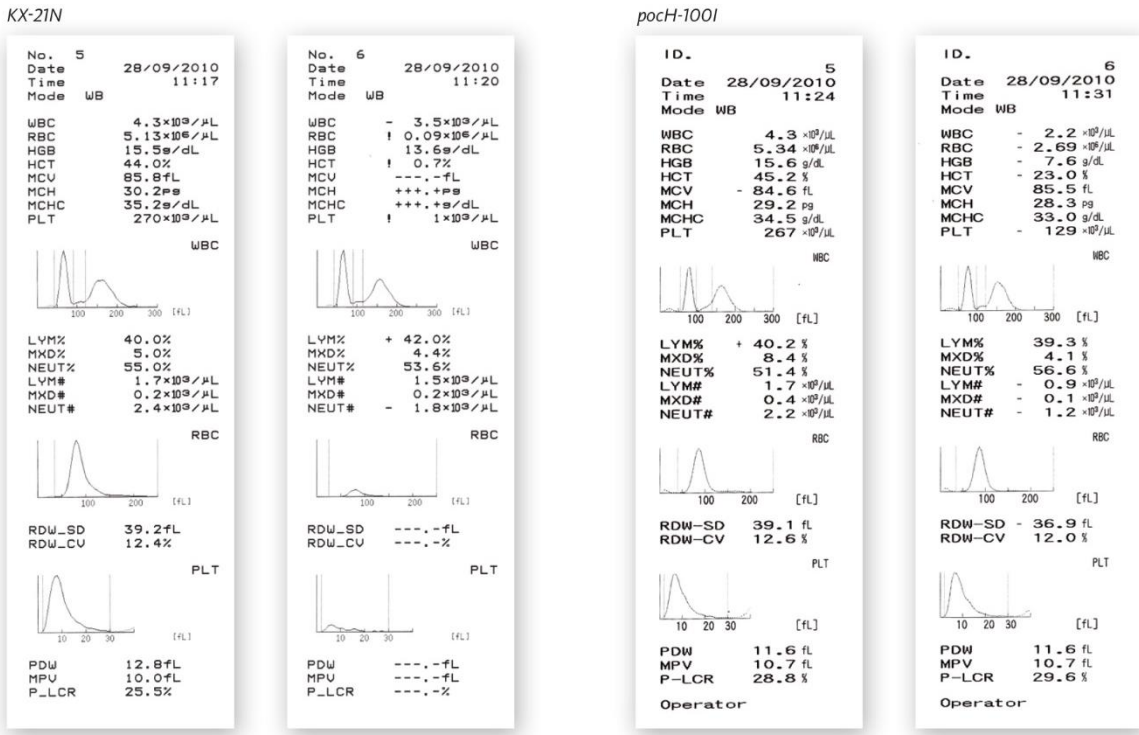 KX-21N
No. 5
Date 28/09/2010
Time 11:17
Mode WB
WBC 4.3×10³/µL
RBC 5.13×10⁶/µL
HGB 15.5g/dL
HCT 44.0%
MCV 85.8fL
MCH 30.2pg
MCHC 35.2g/dL
PLT 270×10³/µL
WBC
100 200 300 [fL]
LYM% 40.0%
MXD% 5.0%
NEUT% 55.0%
LYM# 1.7×10³/µL
MXD# 0.2×10³/µL
NEUT# 2.4×10³/µL
RBC
100 200 [fL]
RDW_SD 39.2fL
RDW_CV 12.4%
PLT
10 20 30 [fL]
PDW 12.8fL
MPV 10.0fL
P_LCR 25.5%
No. 6
Date 28/09/2010
Time 11:20
Mode WB
WBC - 3.5×10³/µL
RBC ! 0.09×10⁶/µL
HGB 13.6g/dL
HCT ! 0.7%
MCV ---.-fL
MCH +++.+pg
MCHC +++.+g/dL
PLT ! 1×10³/µL
WBC
100 200 300 [fL]
LYM% + 42.0%
MXD% 4.4%
NEUT% 53.6%
LYM# 1.5×10³/µL
MXD# 0.2×10³/µL
NEUT# - 1.8×10³/µL
RBC
100 200 [fL]
RDW_SD ---.-fL
RDW_CV ---.-%
PLT
10 20 30 [fL]
PDW ---.-fL
MPV ---.-fL
P_LCR ---.-%
pocH-100I
ID.
5
Date 28/09/2010
Time 11:24
Mode WB
WBC 4.3 ×10³/µL
RBC 5.34 ×10⁶/µL
HGB 15.6 g/dL
HCT 45.2 %
MCV - 84.6 fL
MCH 29.2 pg
MCHC 34.5 g/dL
PLT 267 ×10³/µL
WBC
100 200 300 [fL]
LYM% + 40.2 %
MXD% 8.4 %
NEUT% 51.4 %
LYM# 1.7 ×10³/µL
MXD# 0.4 ×10³/µL
NEUT# 2.2 ×10³/µL
RBC
100 200 [fL]
RDW-SD 39.1 fL
RDW-CV 12.6 %
PLT
10 20 30 [fL]
PDW 11.6 fL
MPV 10.7 fL
P-LCR 28.8 %
Operator
ID.
6
Date 28/09/2010
Time 11:31
Mode WB
WBC - 2.2 ×10³/µL
RBC - 2.69 ×10⁶/µL
HGB - 7.6 g/dL
HCT - 23.0 %
MCV 85.5 fL
MCH 28.3 pg
MCHC 33.0 g/dL
PLT - 129 ×10³/µL
WBC
100 200 300 [fL]
LYM% 39.3 %
MXD% 4.1 %
NEUT% 56.6 %
LYM# - 0.9 ×10³/µL
MXD# - 0.1 ×10³/µL
NEUT# - 1.2 ×10³/µL
RBC
100 200 [fL]
RDW-SD - 36.9 fL
RDW-CV 12.0 %
PLT
10 20 30 [fL]
PDW 11.6 fL
MPV 10.7 fL
P-LCR 29.6 %
Operator